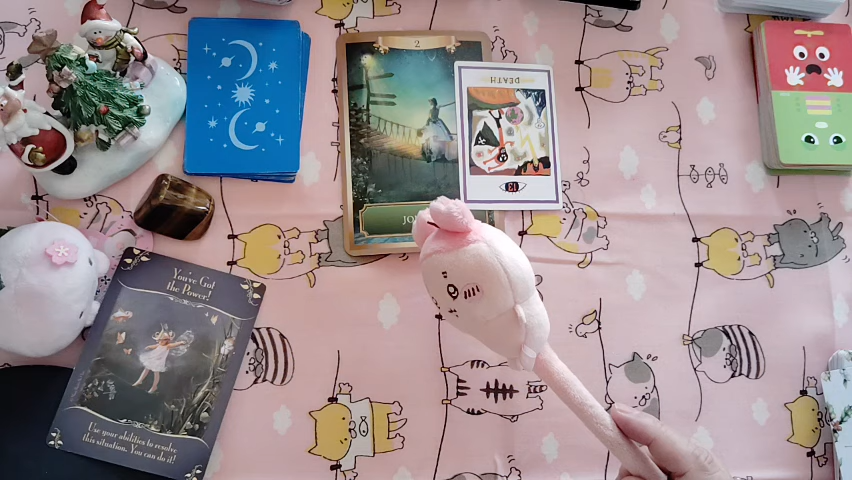 2
DEATH
13
You've Got
the Power!
Use your abilities to resolve
this situation. You can do it!